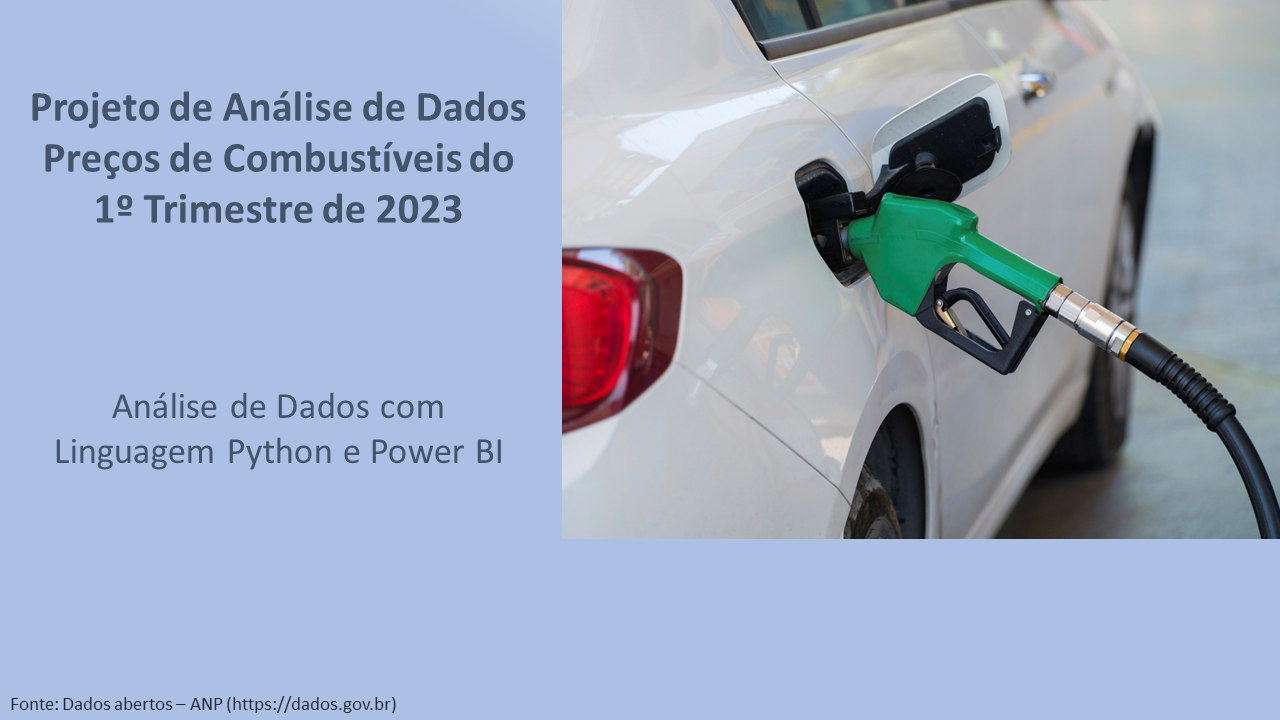 Projeto de Análise de Dados
Preços de Combustíveis do
1º Trimestre de 2023
Análise de Dados com
Linguagem Python e Power BI
Fonte: Dados abertos – ANP (https://dados.gov.br)